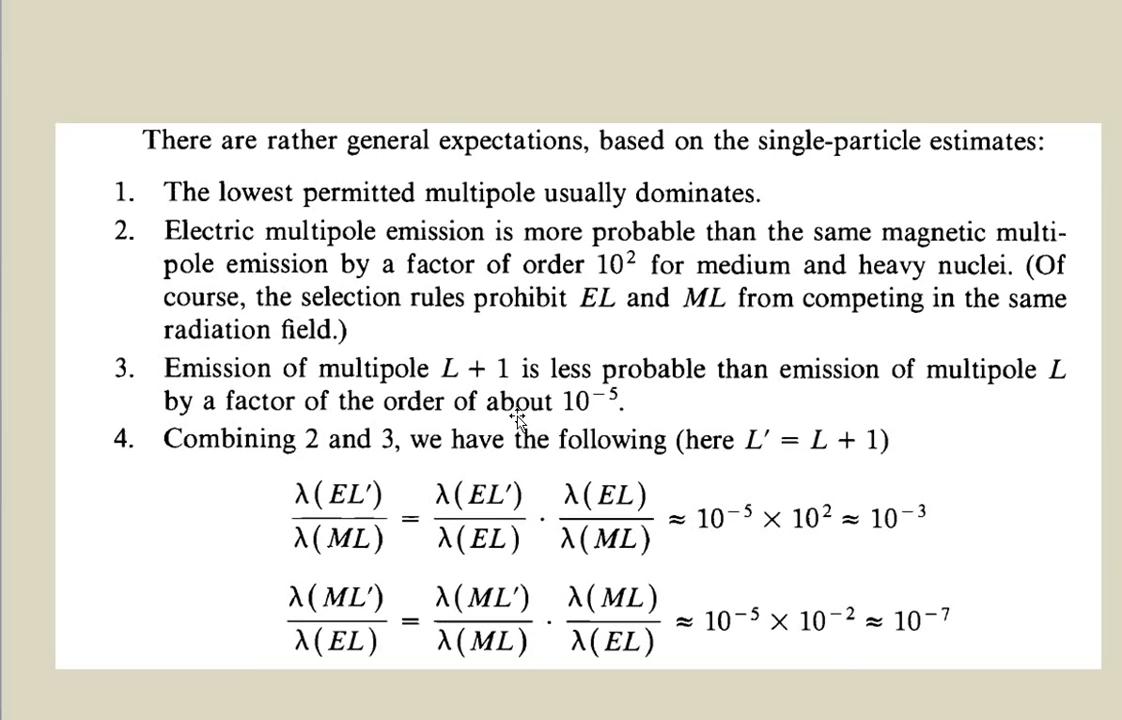 There are rather general expectations, based on the single-particle estimates:
1. The lowest permitted multipole usually dominates.
2. Electric multipole emission is more probable than the same magnetic multi-
pole emission by a factor of order 10² for medium and heavy nuclei. (Of
course, the selection rules prohibit EL and ML from competing in the same
radiation field.)
3. Emission of multipole L + 1 is less probable than emission of multipole L
by a factor of the order of about 10⁻⁵.
4. Combining 2 and 3, we have the following (here L′ = L + 1)
λ(EL′)/λ(ML) = λ(EL′)/λ(EL) · λ(EL)/λ(ML) ≈ 10⁻⁵ × 10² ≈ 10⁻³
λ(ML′)/λ(EL) = λ(ML′)/λ(ML) · λ(ML)/λ(EL) ≈ 10⁻⁵ × 10⁻² ≈ 10⁻⁷